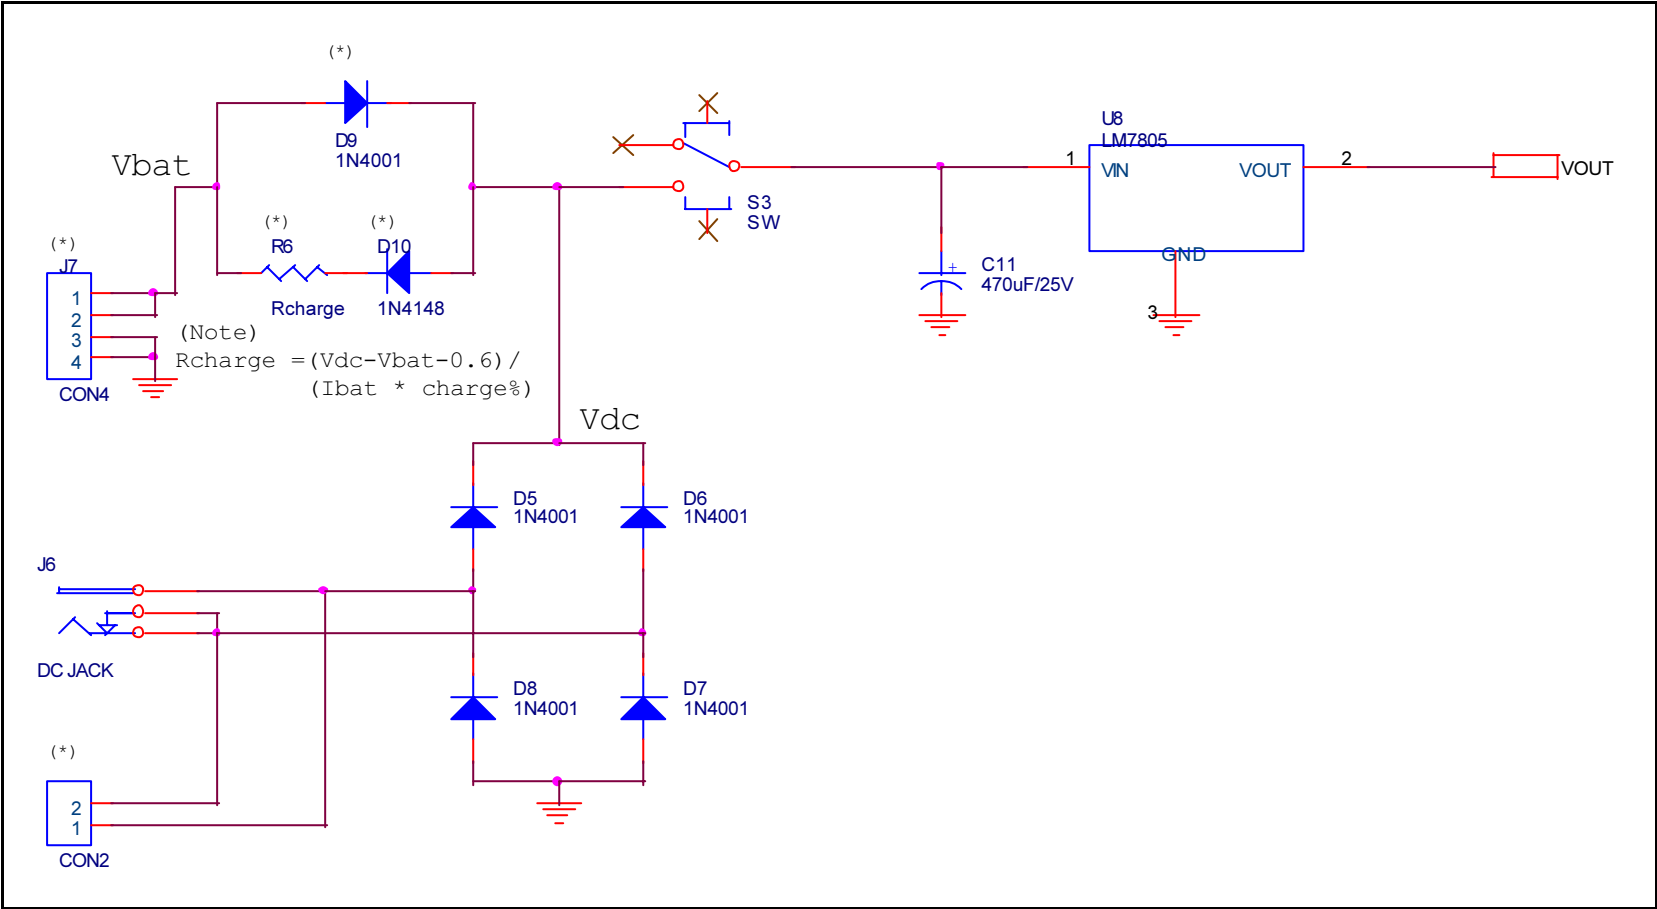 (*)
D9
1N4001
Vbat
(*)
R6
Rcharge
(*)
D10
1N4148
(*)
J7
1
2
3
4
CON4
(Note)
Rcharge =(Vdc-Vbat-0.6)/
(Ibat * charge%)
S3
SW
C11
+
470uF/25V
U8
LM7805
1
VIN
VOUT
2
GND
3
VOUT
Vdc
D5
1N4001
D6
1N4001
J6
DC JACK
D8
1N4001
D7
1N4001
(*)
2
1
CON2